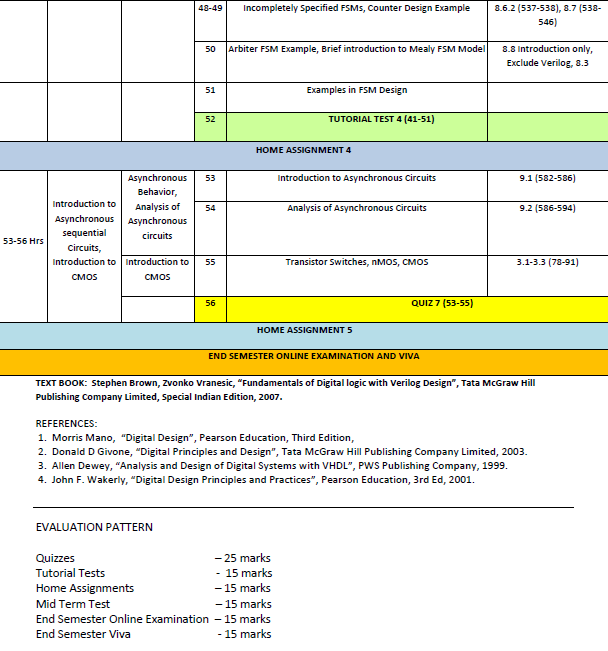 48-49 Incompletely Specified FSMs, Counter Design Example 8.6.2 (537-538), 8.7 (538-
546)
50 Arbiter FSM Example, Brief introduction to Mealy FSM Model 8.8 Introduction only,
Exclude Verilog, 8.3
51 Examples in FSM Design
52 TUTORIAL TEST 4 (41-51)
HOME ASSIGNMENT 4
53-56 Hrs
Introduction to
Asynchronous
sequential
Circuits,
Introduction to
CMOS
Asynchronous
Behavior,
Analysis of
Asynchronous
circuits
53 Introduction to Asynchronous Circuits 9.1 (582-586)
54 Analysis of Asynchronous Circuits 9.2 (586-594)
Introduction to
CMOS
55 Transistor Switches, nMOS, CMOS 3.1-3.3 (78-91)
56 QUIZ 7 (53-55)
HOME ASSIGNMENT 5
END SEMESTER ONLINE EXAMINATION AND VIVA
TEXT BOOK: Stephen Brown, Zvonko Vranesic, “Fundamentals of Digital logic with Verilog Design”, Tata McGraw Hill
Publishing Company Limited, Special Indian Edition, 2007.
REFERENCES:
1. Morris Mano, “Digital Design”, Pearson Education, Third Edition,
2. Donald D Givone, “Digital Principles and Design”, Tata McGraw Hill Publishing Company Limited, 2003.
3. Allen Dewey, “Analysis and Design of Digital Systems with VHDL”, PWS Publishing Company, 1999.
4. John F. Wakerly, “Digital Design Principles and Practices”, Pearson Education, 3rd Ed, 2001.
EVALUATION PATTERN
Quizzes – 25 marks
Tutorial Tests - 15 marks
Home Assignments – 15 marks
Mid Term Test – 15 marks
End Semester Online Examination – 15 marks
End Semester Viva - 15 marks